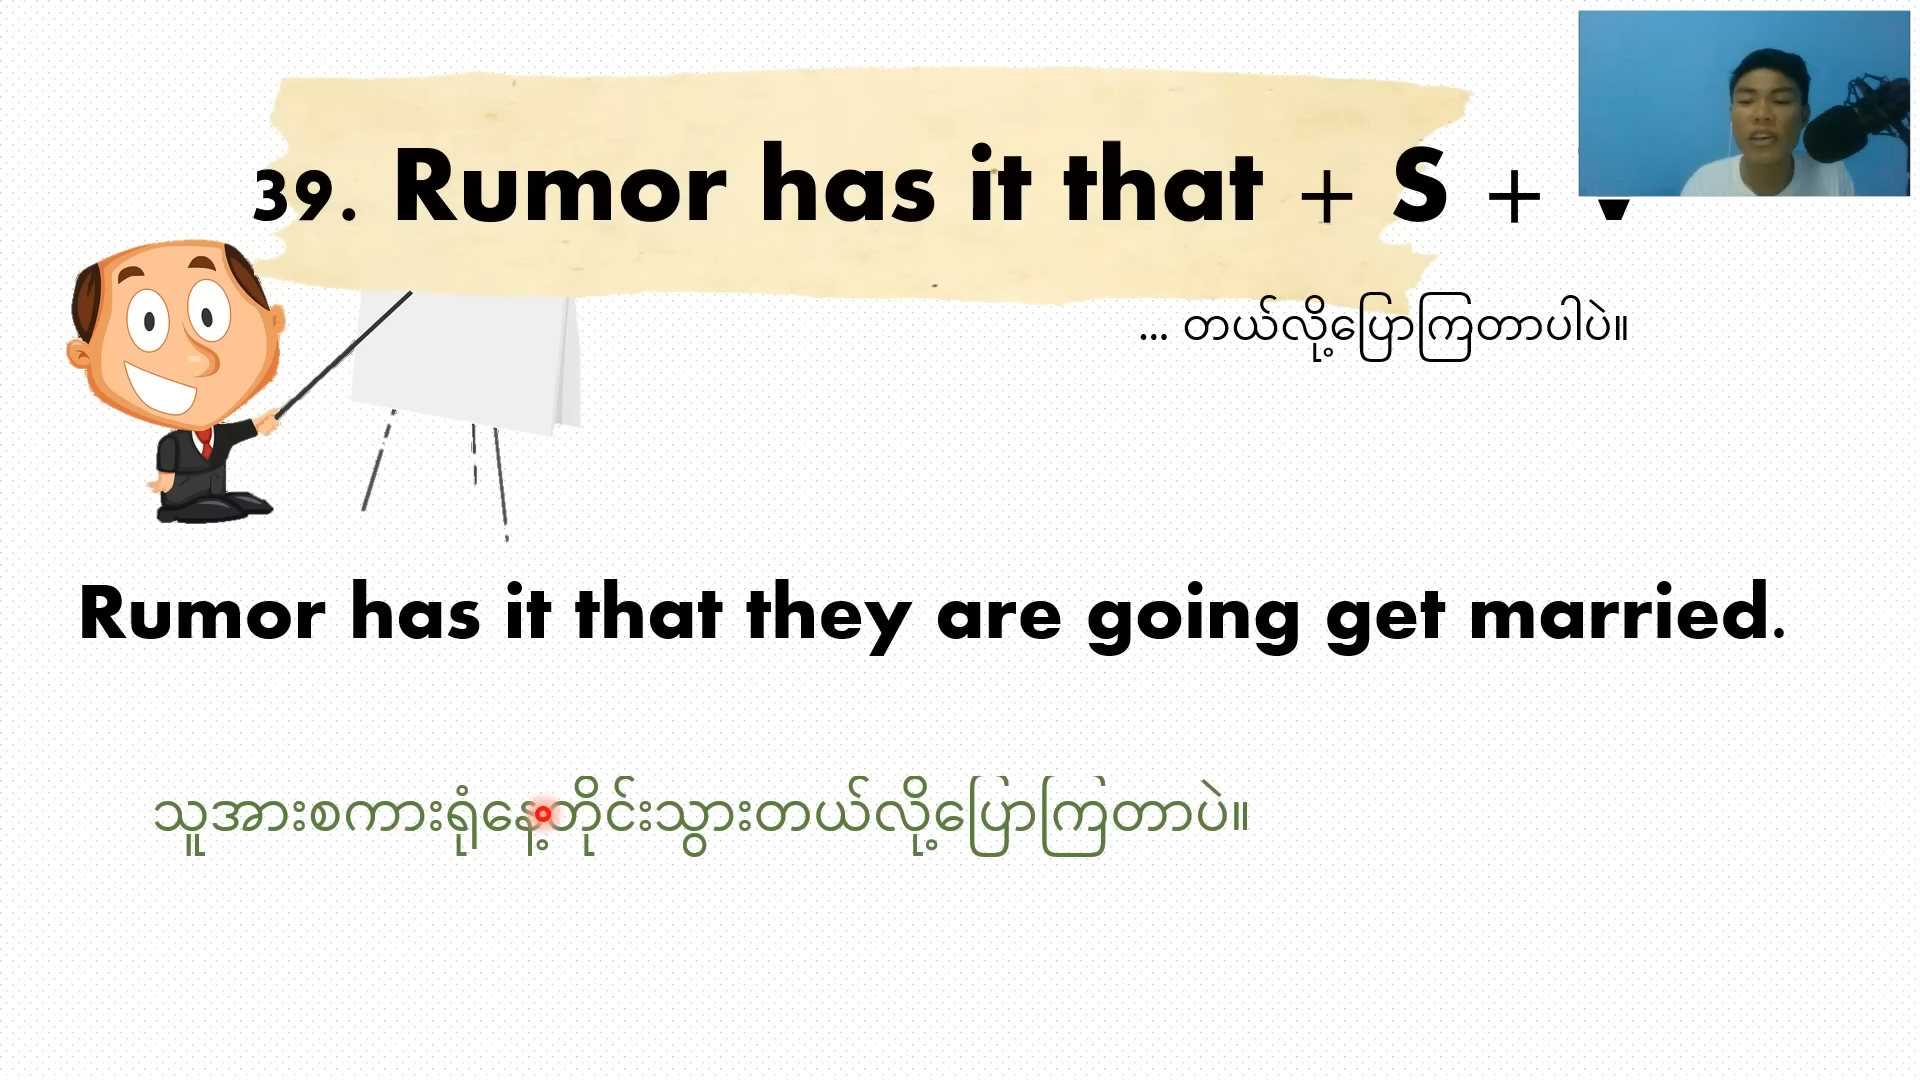 39. Rumor has it that + S + V
... တယ်လို့ပြောကြတာပါပဲ။
Rumor has it that they are going get married.
သူအားစကားရုံနေ့တိုင်းသွားတယ်လို့ပြောကြတာပဲ။